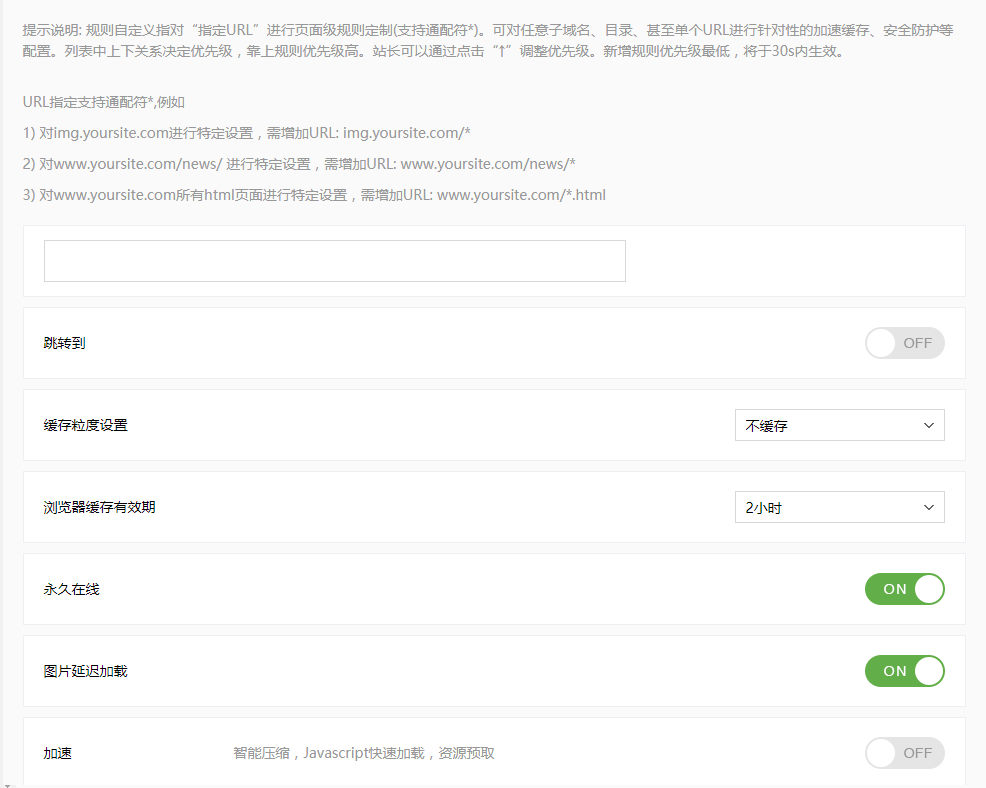 提示说明: 规则自定义指对“指定URL”进行页面级规则定制(支持通配符*)。可对任意子域名、目录、甚至单个URL进行针对性的加速缓存、安全防护等
配置。列表中上下关系决定优先级，靠上规则优先级高。站长可以通过点击“↑”调整优先级。新增规则优先级最低，将于30s内生效。
URL指定支持通配符*,例如
1) 对img.yoursite.com进行特定设置，需增加URL: img.yoursite.com/*
2) 对www.yoursite.com/news/ 进行特定设置，需增加URL: www.yoursite.com/news/*
3) 对www.yoursite.com所有html页面进行特定设置，需增加URL: www.yoursite.com/*.html
跳转到 OFF
缓存粒度设置 不缓存
浏览器缓存有效期 2小时
永久在线 ON
图片延迟加载 ON
加速 智能压缩，Javascript快速加载，资源预取 OFF